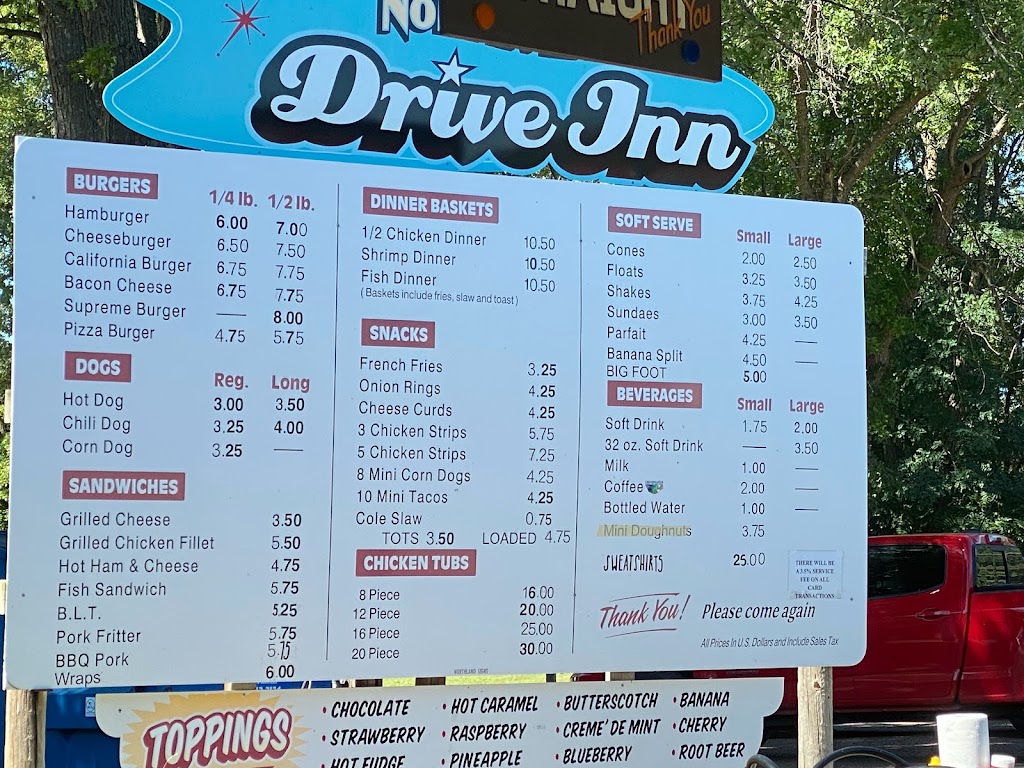 No
Thank You
Drive Inn
BURGERS
1/4 lb. 1/2 lb.
Hamburger 6.00 7.00
Cheeseburger 6.50 7.50
California Burger 6.75 7.75
Bacon Cheese 6.75 7.75
Supreme Burger — 8.00
Pizza Burger 4.75 5.75
DOGS
Reg. Long
Hot Dog 3.00 3.50
Chili Dog 3.25 4.00
Corn Dog 3.25 —
SANDWICHES
Grilled Cheese 3.50
Grilled Chicken Fillet 5.50
Hot Ham & Cheese 4.75
Fish Sandwich 5.75
B.L.T. 5.25
Pork Fritter 5.75
BBQ Pork 5.75
Wraps 6.00
DINNER BASKETS
1/2 Chicken Dinner 10.50
Shrimp Dinner 10.50
Fish Dinner 10.50
( Baskets include fries, slaw and toast )
SNACKS
French Fries 3.25
Onion Rings 4.25
Cheese Curds 4.25
3 Chicken Strips 5.75
5 Chicken Strips 7.25
8 Mini Corn Dogs 4.25
10 Mini Tacos 4.25
Cole Slaw 0.75
TOTS 3.50 LOADED 4.75
CHICKEN TUBS
8 Piece 16.00
12 Piece 20.00
16 Piece 25.00
20 Piece 30.00
NORTHLAND SIGNS
SOFT SERVE
Small Large
Cones 2.00 2.50
Floats 3.25 3.50
Shakes 3.75 4.25
Sundaes 3.00 3.50
Parfait 4.25 —
Banana Split 4.50 —
BIG FOOT 5.00
BEVERAGES
Small Large
Soft Drink 1.75 2.00
32 oz. Soft Drink — 3.50
Milk 1.00 —
Coffee 2.00 —
Bottled Water 1.00 —
Mini Doughnuts 3.75
SWEATSHIRTS 25.00
THERE WILL BE
A 3.5% SERVICE
FEE ON ALL
CARD
TRANSACTIONS
Thank You! Please come again
All Prices In U.S. Dollars and Include Sales Tax
TOPPINGS
• CHOCOLATE • HOT CARAMEL • BUTTERSCOTCH • BANANA
• STRAWBERRY • RASPBERRY • CREME' DE MINT • CHERRY
• HOT FUDGE • PINEAPPLE • BLUEBERRY • ROOT BEER